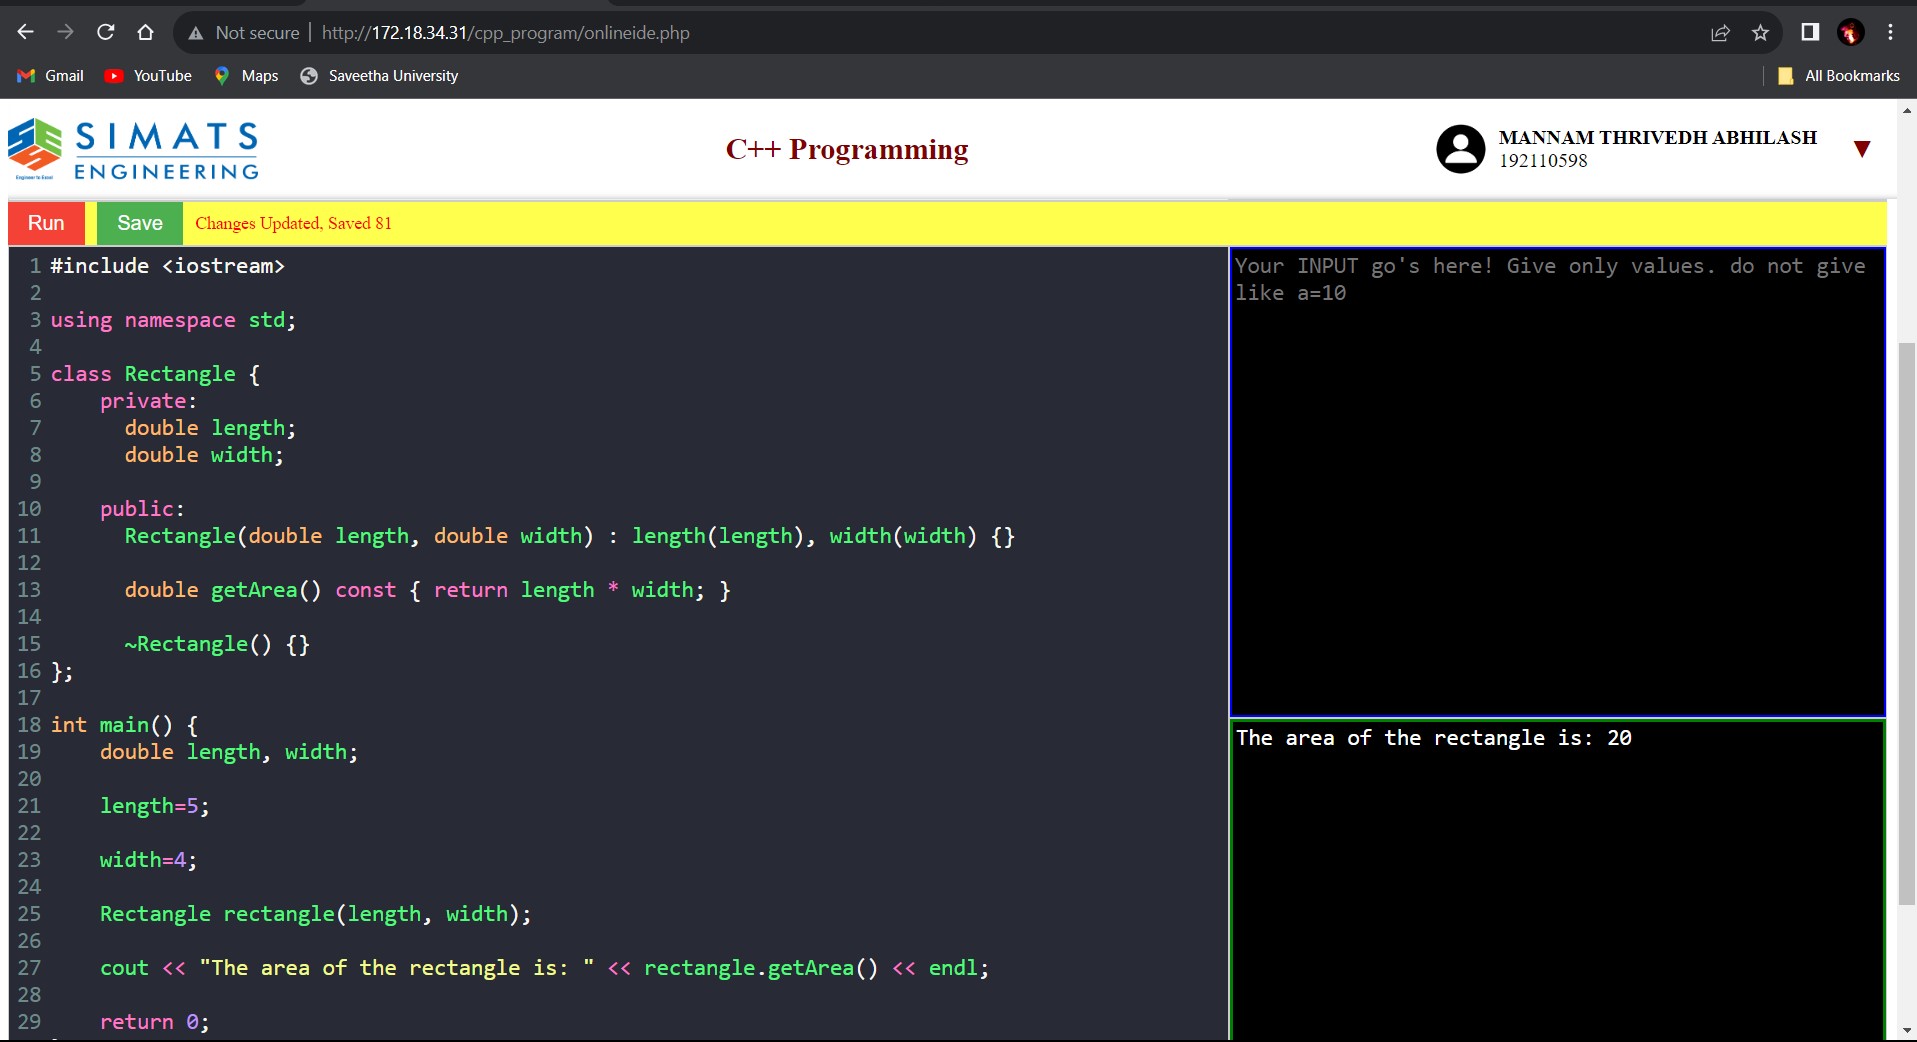 Not secure | http://172.18.34.31/cpp_program/onlineide.php
Gmail YouTube Maps Saveetha University All Bookmarks
SIMATS
ENGINEERING
Engineer to Excel
C++ Programming
MANNAM THRIVEDH ABHILASH
192110598
Run Save Changes Updated, Saved 81
1 #include <iostream>
2
3 using namespace std;
4
5 class Rectangle {
6     private:
7       double length;
8       double width;
9
10     public:
11       Rectangle(double length, double width) : length(length), width(width) {}
12
13       double getArea() const { return length * width; }
14
15       ~Rectangle() {}
16 };
17
18 int main() {
19     double length, width;
20
21     length=5;
22
23     width=4;
24
25     Rectangle rectangle(length, width);
26
27     cout << "The area of the rectangle is: " << rectangle.getArea() << endl;
28
29     return 0;
Your INPUT go's here! Give only values. do not give
like a=10
The area of the rectangle is: 20